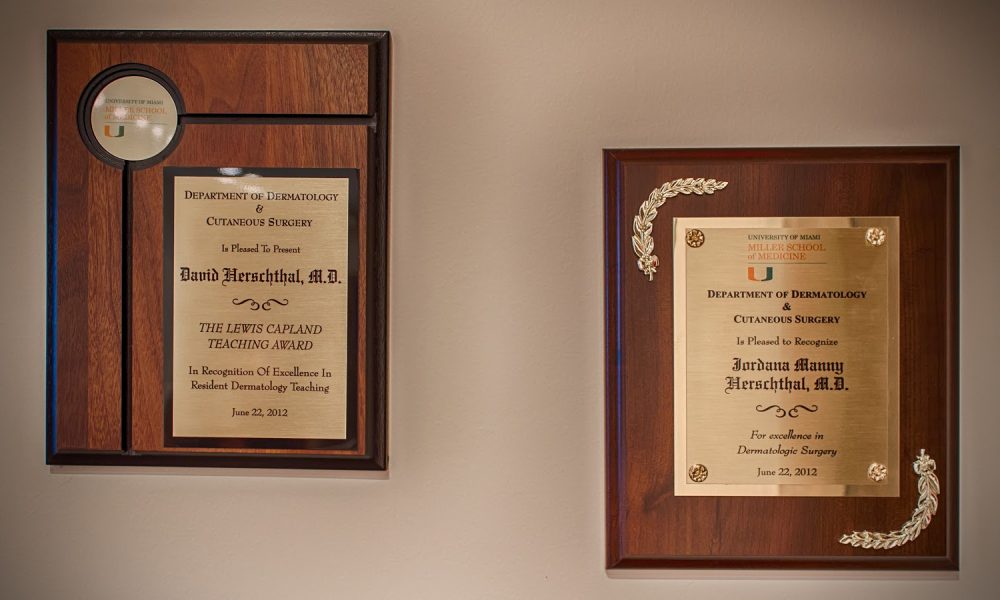 UNIVERSITY OF MIAMI
MILLER SCHOOL
of MEDICINE
U
DEPARTMENT OF DERMATOLOGY
&
CUTANEOUS SURGERY
Is Pleased To Present
David Herschthal, M.D.
THE LEWIS CAPLAND
TEACHING AWARD
In Recognition Of Excellence In
Resident Dermatology Teaching
June 22, 2012
UNIVERSITY OF MIAMI
MILLER SCHOOL
of MEDICINE
U
DEPARTMENT OF DERMATOLOGY
&
CUTANEOUS SURGERY
Is Pleased to Recognize
Jordana Manny
Herschthal, M.D.
For excellence in
Dermatologic Surgery
June 22, 2012